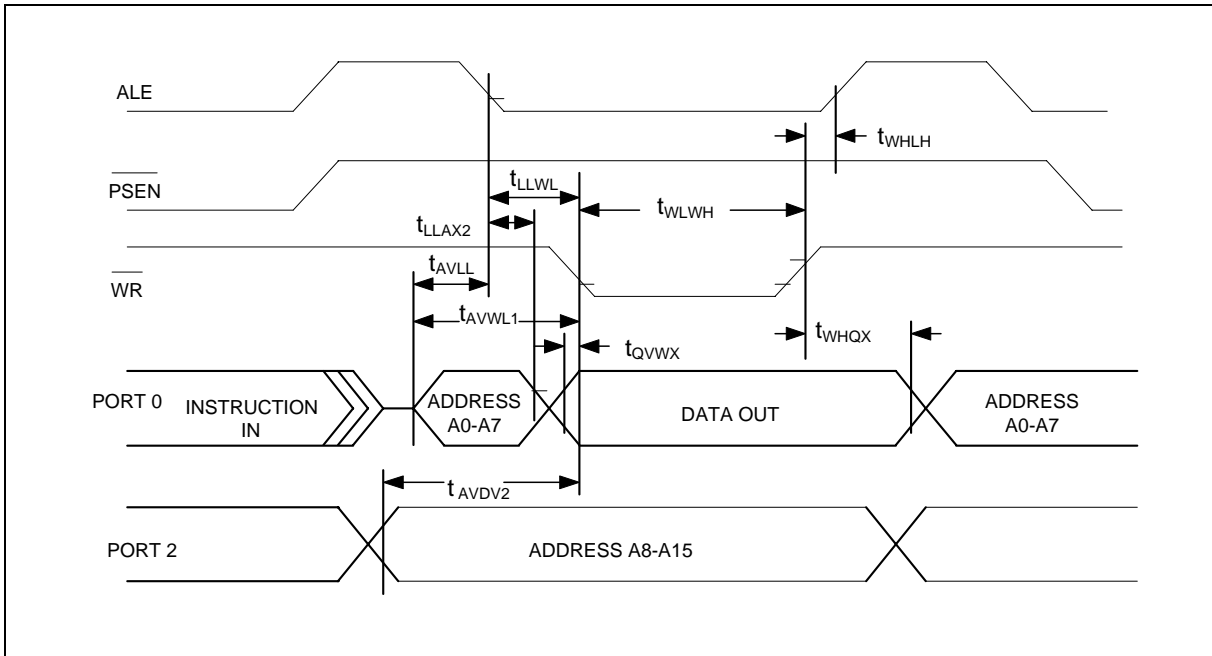 ALE
tWHLH
PSEN
tLLWL
tWLWH
tLLAX2
WR
tAVLL
tAVWL1
tWHQX
tQVWX
PORT 0
INSTRUCTION
IN
ADDRESS
A0-A7
DATA OUT
ADDRESS
A0-A7
tAVDV2
PORT 2
ADDRESS A8-A15